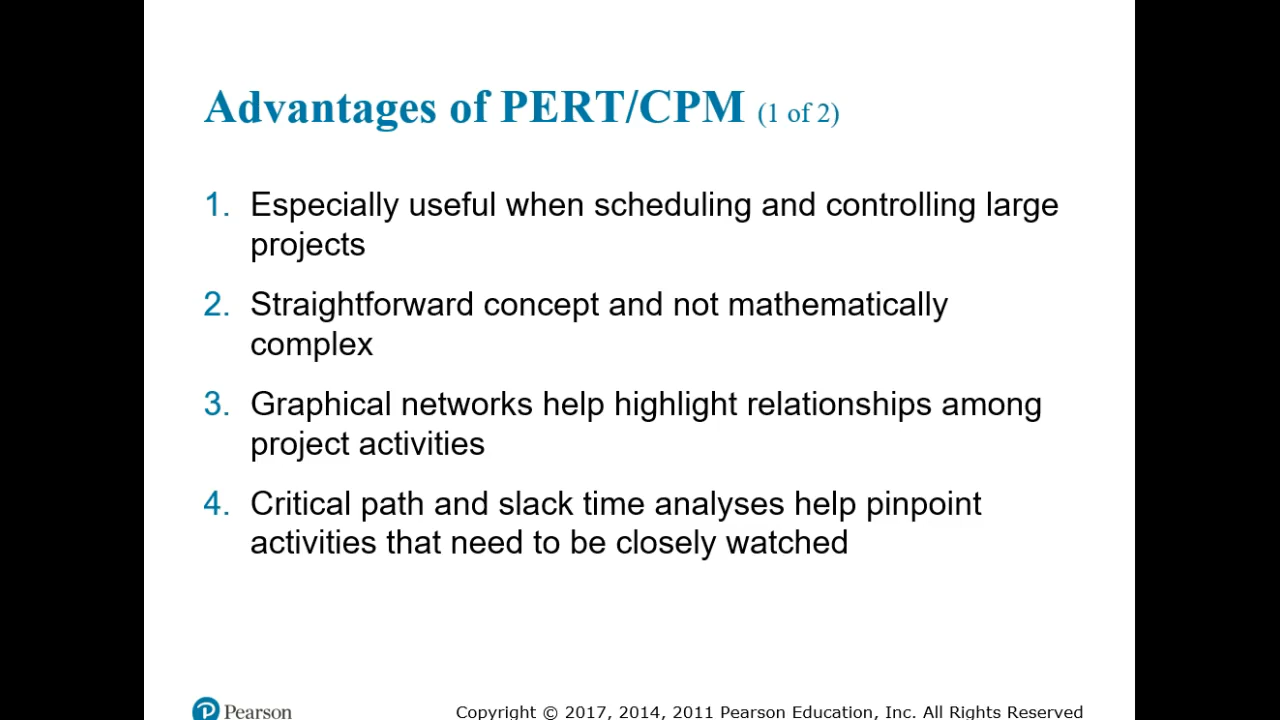 Advantages of PERT/CPM (1 of 2)
1. Especially useful when scheduling and controlling large
projects
2. Straightforward concept and not mathematically
complex
3. Graphical networks help highlight relationships among
project activities
4. Critical path and slack time analyses help pinpoint
activities that need to be closely watched
Pearson
Copyright © 2017, 2014, 2011 Pearson Education, Inc. All Rights Reserved